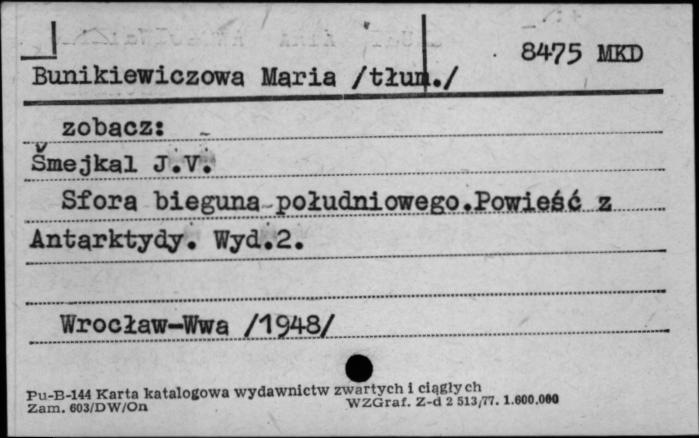 8475 MKD
Bunikiewiczowa Maria /tłum./
zobacz:
Šmejkal J.V.
Sfora bieguna południowego.Powieść z
Antarktydy. Wyd.2.
Wrocław-Wwa /1948/
Pu-B-144 Karta katalogowa wydawnictw zwartych i ciągłych
Zam. 603/DW/On WZGraf. Z-d 2 513/77. 1.600.000